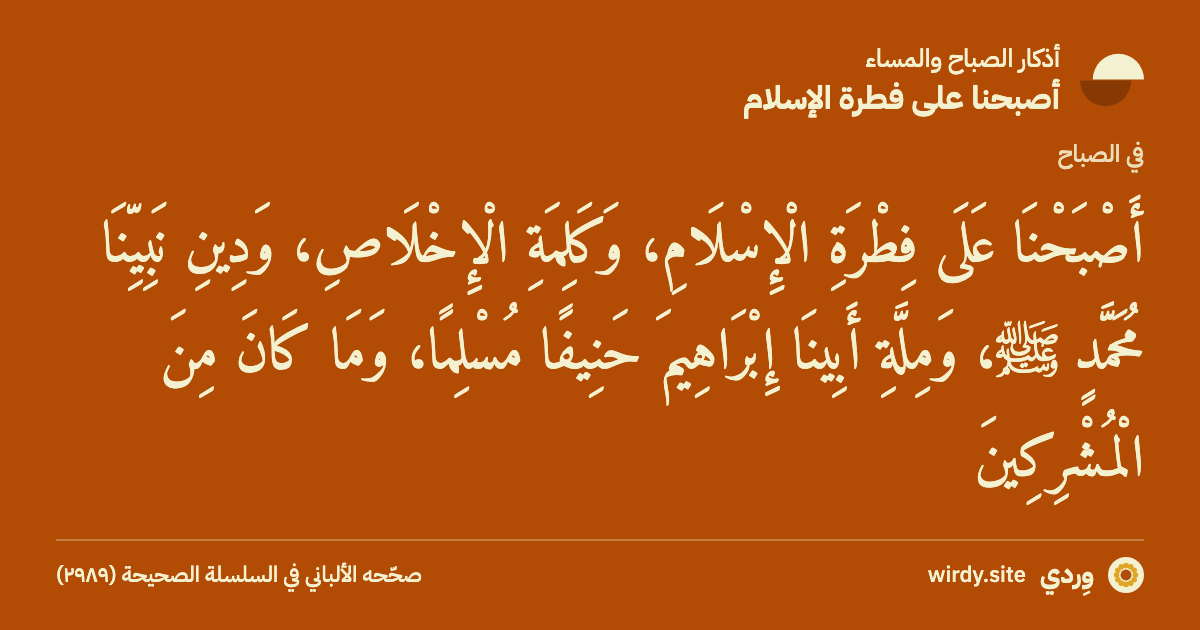 أذكار الصباح والمساء
أصبحنا على فطرة الإسلام
في الصباح
أَصْبَحْنَا عَلَى فِطْرَةِ الْإِسْلَامِ، وَكَلِمَةِ الْإِخْلَاصِ، وَدِينِ نَبِيِّنَا
مُحَمَّدٍ ﷺ، وَمِلَّةِ أَبِينَا إِبْرَاهِيمَ حَنِيفًا مُسْلِمًا، وَمَا كَانَ مِنَ
الْمُشْرِكِينَ
وِردي wirdy.site
صحّحه الألباني في السلسلة الصحيحة (٢٩٨٩)